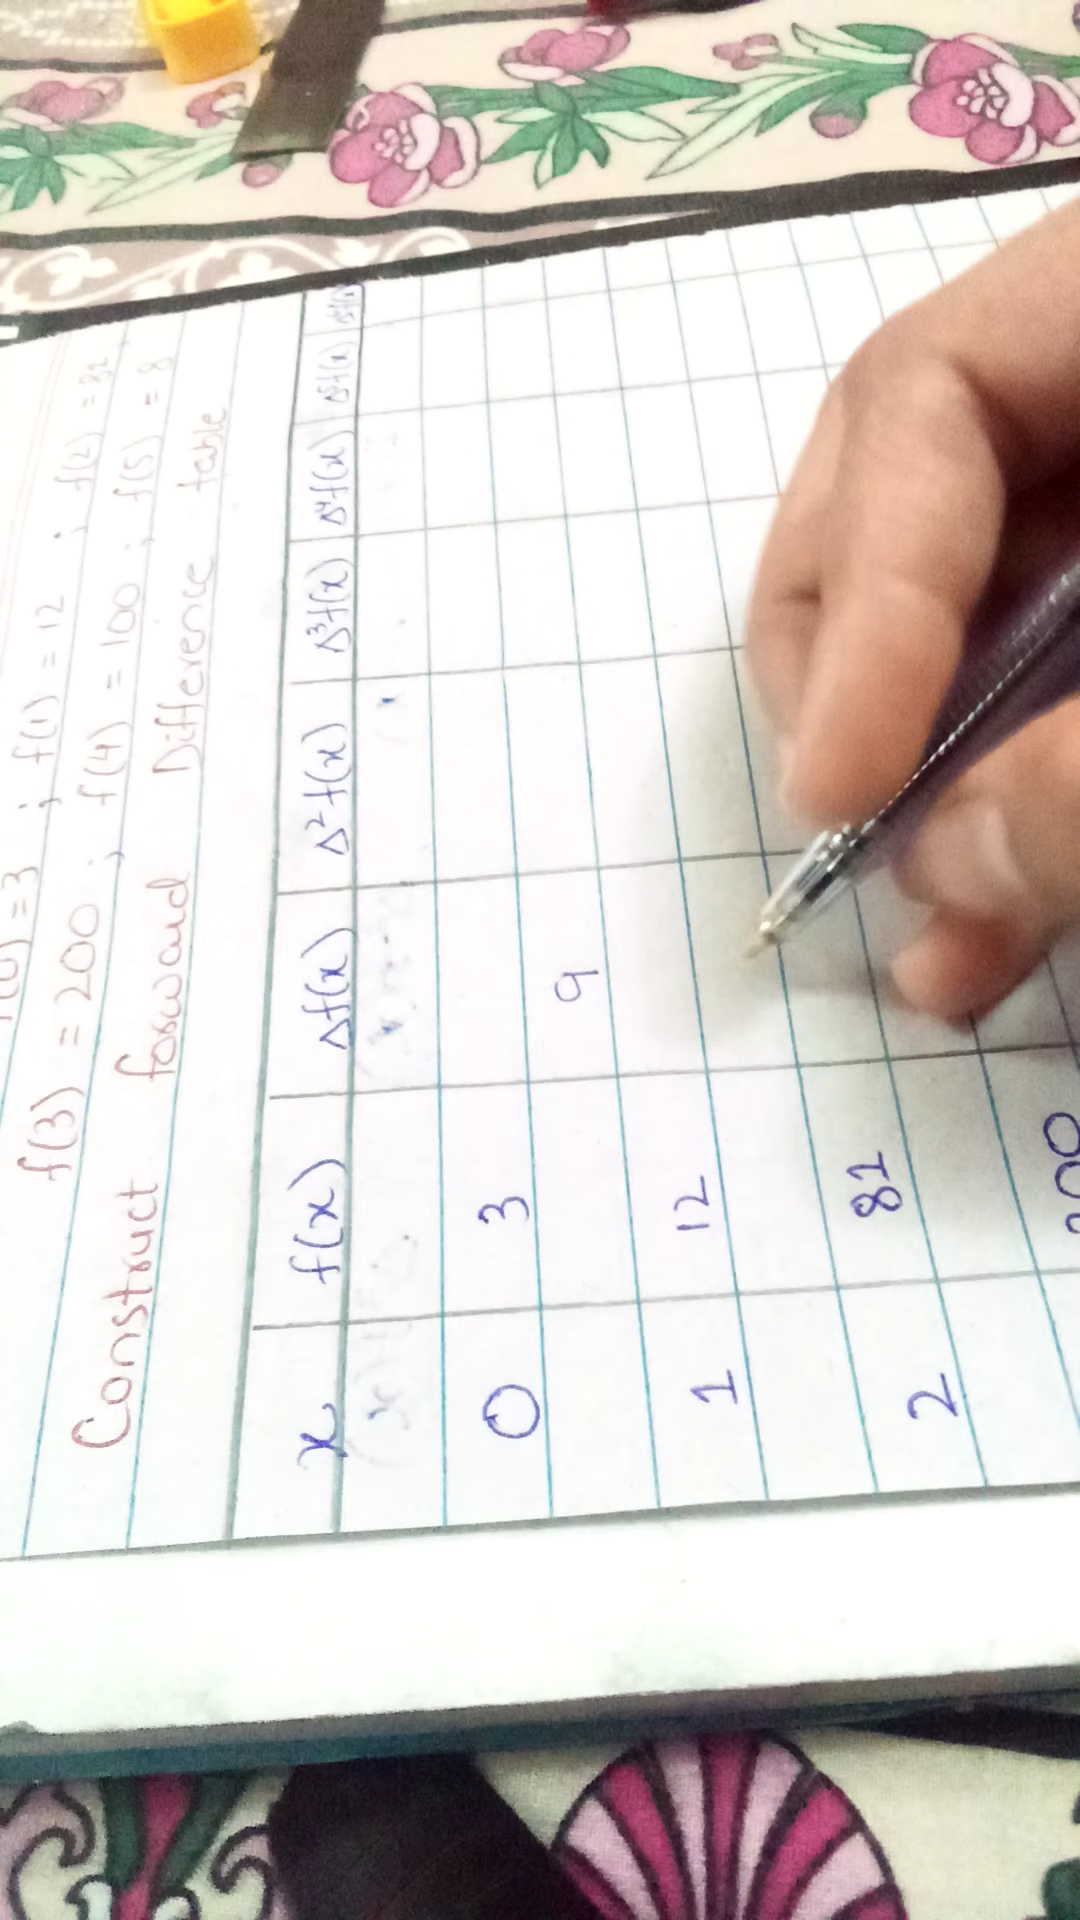 f(0) = 3 ; f(1) = 12 ; f(2) = 81
f(3) = 200 ; f(4) = 100 ; f(5) = 8
Construct forward Difference table
x f(x) Δf(x) Δ²f(x) Δ³f(x) Δ⁴f(x) Δ⁵f(x)
0 3
9
1 12
2 81
200